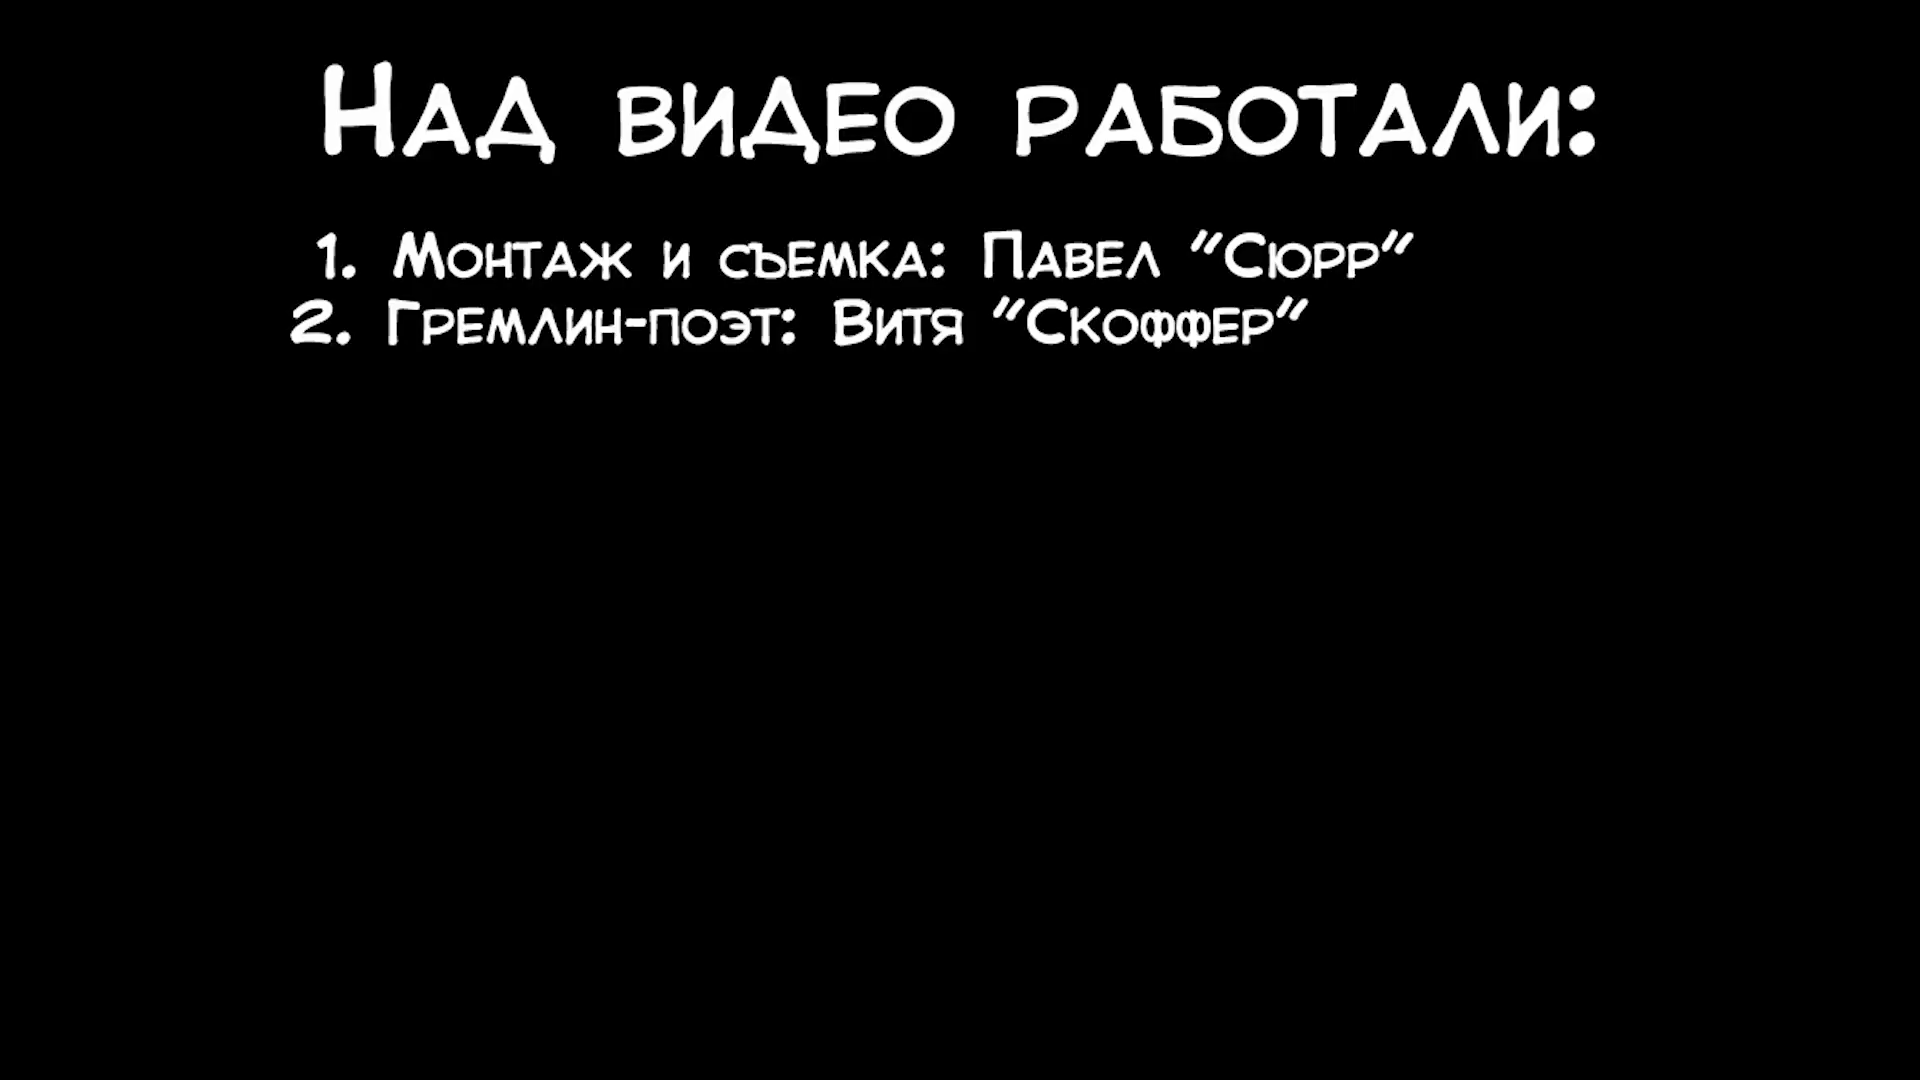 Над видео работали:
1. Монтаж и съемка: Павел "Сюрр"
2. Гремлин-поэт: Витя "Скоффер"